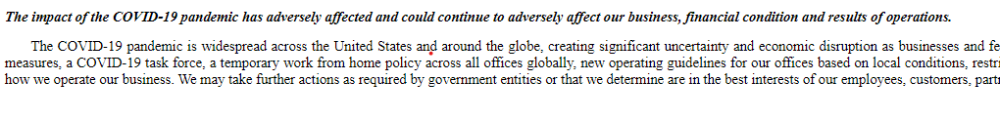 The impact of the COVID-19 pandemic has adversely affected and could continue to adversely affect our business, financial condition and results of operations.
The COVID-19 pandemic is widespread across the United States and around the globe, creating significant uncertainty and economic disruption as businesses and fe
measures, a COVID-19 task force, a temporary work from home policy across all offices globally, new operating guidelines for our offices based on local conditions, restr
how we operate our business. We may take further actions as required by government entities or that we determine are in the best interests of our employees, customers, part